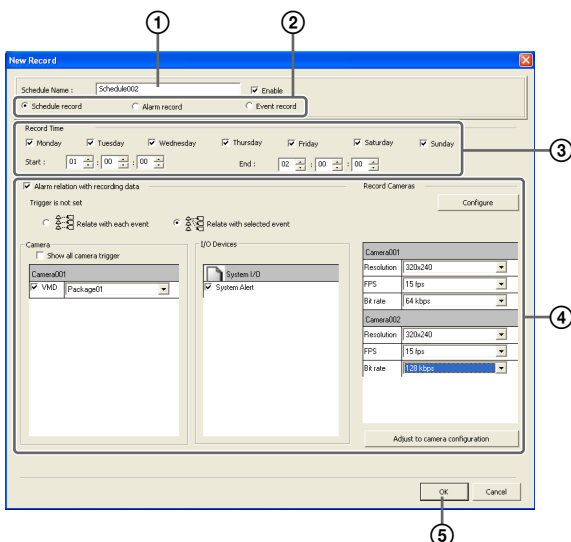 ① ②
New Record
Schedule Name : Schedule002 Enable
Schedule record Alarm record Event record
Record Time
Monday Tuesday Wednesday Thursday Friday Saturday Sunday
③
Start : 01 : 00 : 00 End : 02 : 00 : 00
Alarm relation with recording data Record Cameras
Trigger is not set Configure
Relate with each event Relate with selected event
Camera I/O Devices
Show all camera trigger Camera001
Camera001 System I/O Resolution 320x240
VMD Package01 System Alert FPS 15 fps
Bit rate 64 kbps
Camera002
④
Resolution 320x240
FPS 15 fps
Bit rate 128 kbps
Adjust to camera configuration
OK Cancel
⑤